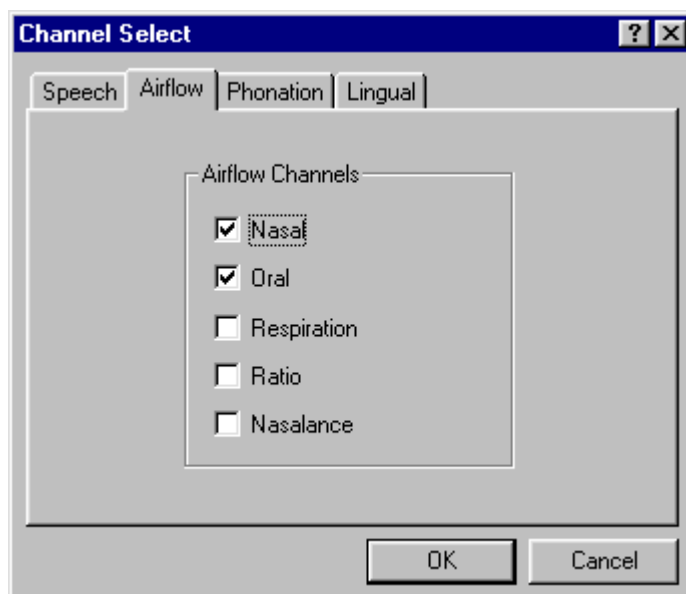 Channel Select
Speech Airflow Phonation Lingual
Airflow Channels
Nasal
Oral
Respiration
Ratio
Nasalance
OK Cancel